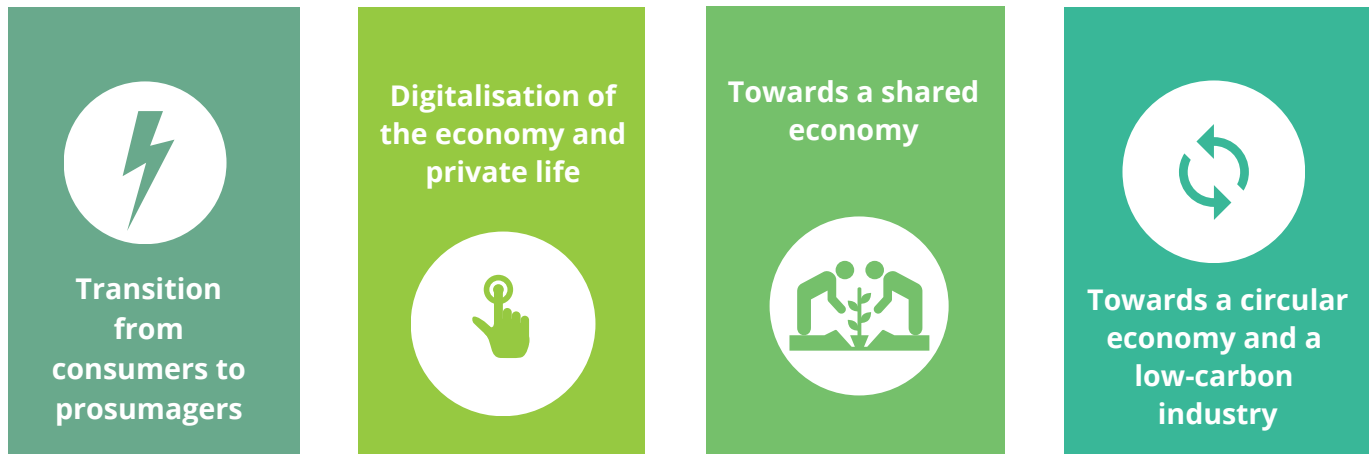 Transition
from
consumers to
prosumagers
Digitalisation of
the economy and
private life
Towards a shared
economy
Towards a circular
economy and a
low-carbon
industry